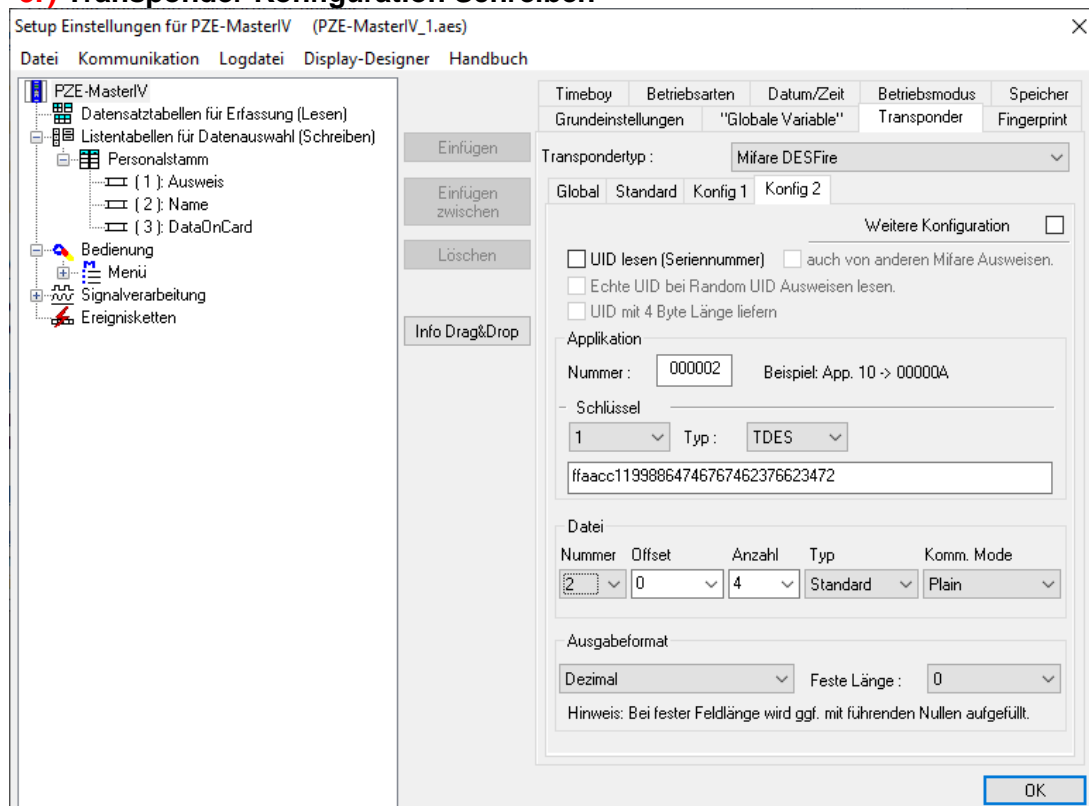 Transponder Konfiguration Schreiben
Setup Einstellungen für PZE-MasterIV (PZE-MasterIV_1.aes)
Datei Kommunikation Logdatei Display-Designer Handbuch
PZE-MasterIV
Datensatztabellen für Erfassung (Lesen)
Listentabellen für Datenauswahl (Schreiben)
Personalstamm
( 1 ): Ausweis
( 2 ): Name
( 3 ): DataOnCard
Bedienung
Menü
Signalverarbeitung
Ereignisketten
Einfügen
Einfügen
zwischen
Löschen
Info Drag&Drop
Timeboy Betriebsarten Datum/Zeit Betriebsmodus Speicher
Grundeinstellungen "Globale Variable" Transponder Fingerprint
Transpondertyp : Mifare DESFire
Global Standard Konfig 1 Konfig 2
Weitere Konfiguration
UID lesen (Seriennummer) auch von anderen Mifare Ausweisen.
Echte UID bei Random UID Ausweisen lesen.
UID mit 4 Byte Länge liefern
Applikation
Nummer : 000002 Beispiel: App. 10 -> 00000A
Schlüssel
1 Typ : TDES
ffaacc11998864746767462376623472
Datei
Nummer Offset Anzahl Typ Komm. Mode
2 0 4 Standard Plain
Ausgabeformat
Dezimal Feste Länge : 0
Hinweis: Bei fester Feldlänge wird ggf. mit führenden Nullen aufgefüllt.
OK